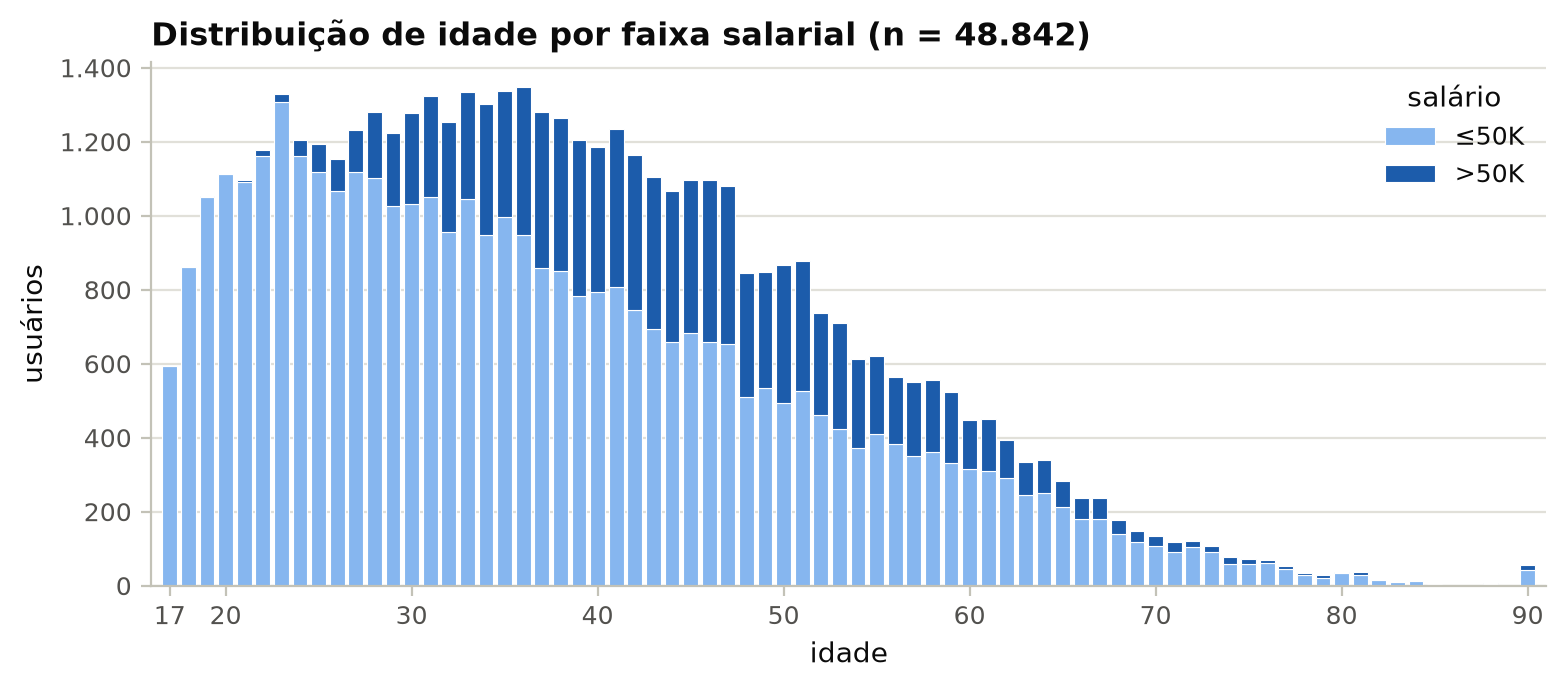 Distribuição de idade por faixa salarial (n = 48.842)
1.400
1.200
1.000
800
600
400
200
0
usuários
salário
≤50K
>50K
17 20 30 40 50 60 70 80 90
idade